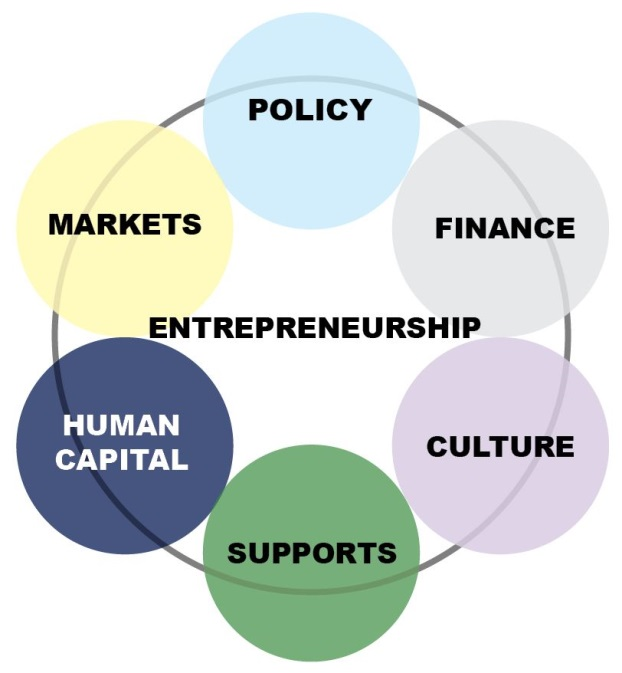 POLICY
MARKETS
FINANCE
ENTREPRENEURSHIP
HUMAN
CAPITAL
CULTURE
SUPPORTS